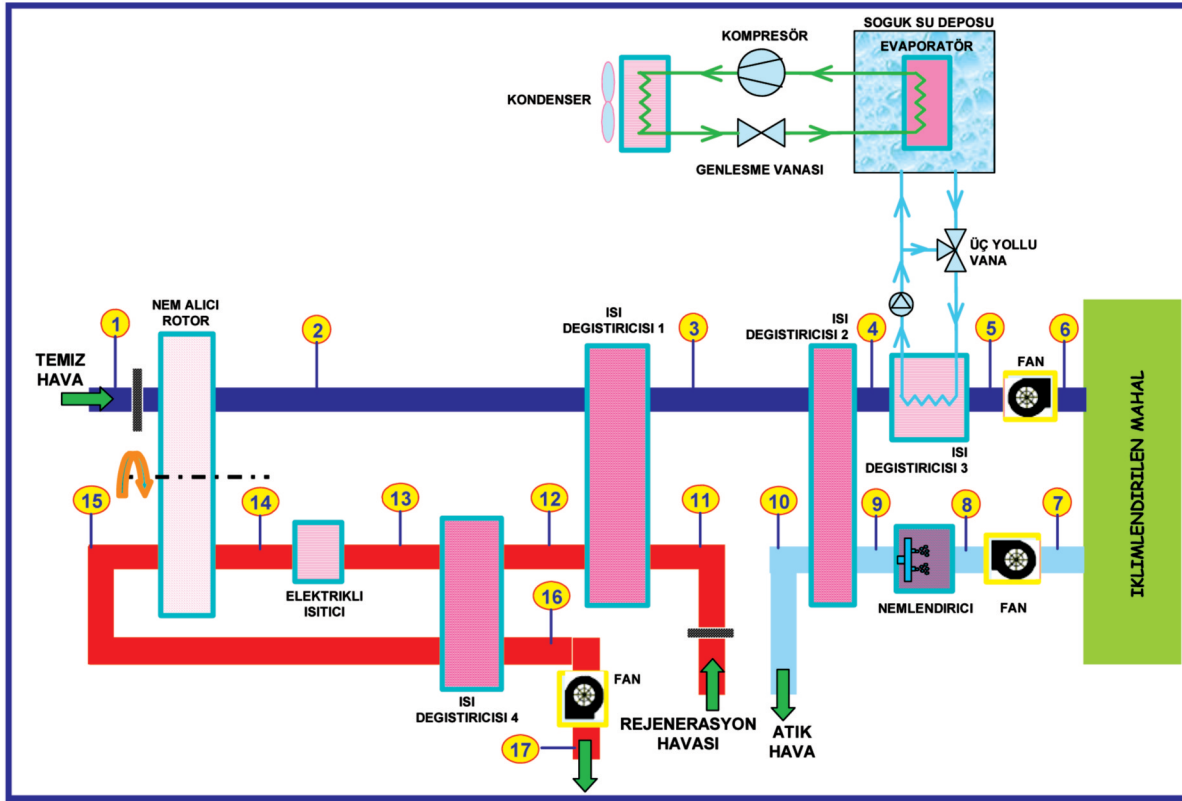 SOGUK SU DEPOSU
KOMPRESÖR
EVAPORATÖR
KONDENSER
GENLESME VANASI
ÜÇ YOLLU
VANA
NEM ALICI
ROTOR
ISI
DEGISTIRICISI 1
ISI
DEGISTIRICISI 2
1
2
3
4
5
6
TEMIZ
HAVA
FAN
ISI
DEGISTIRICISI 3
15
14
13
12
11
10
9
8
7
ELEKTRIKLI
ISITICI
NEMLENDIRICI
FAN
IKLIMLENDIRILEN MAHAL
16
FAN
ISI
DEGISTIRICISI 4
REJENERASYON
HAVASI
ATIK
HAVA
17